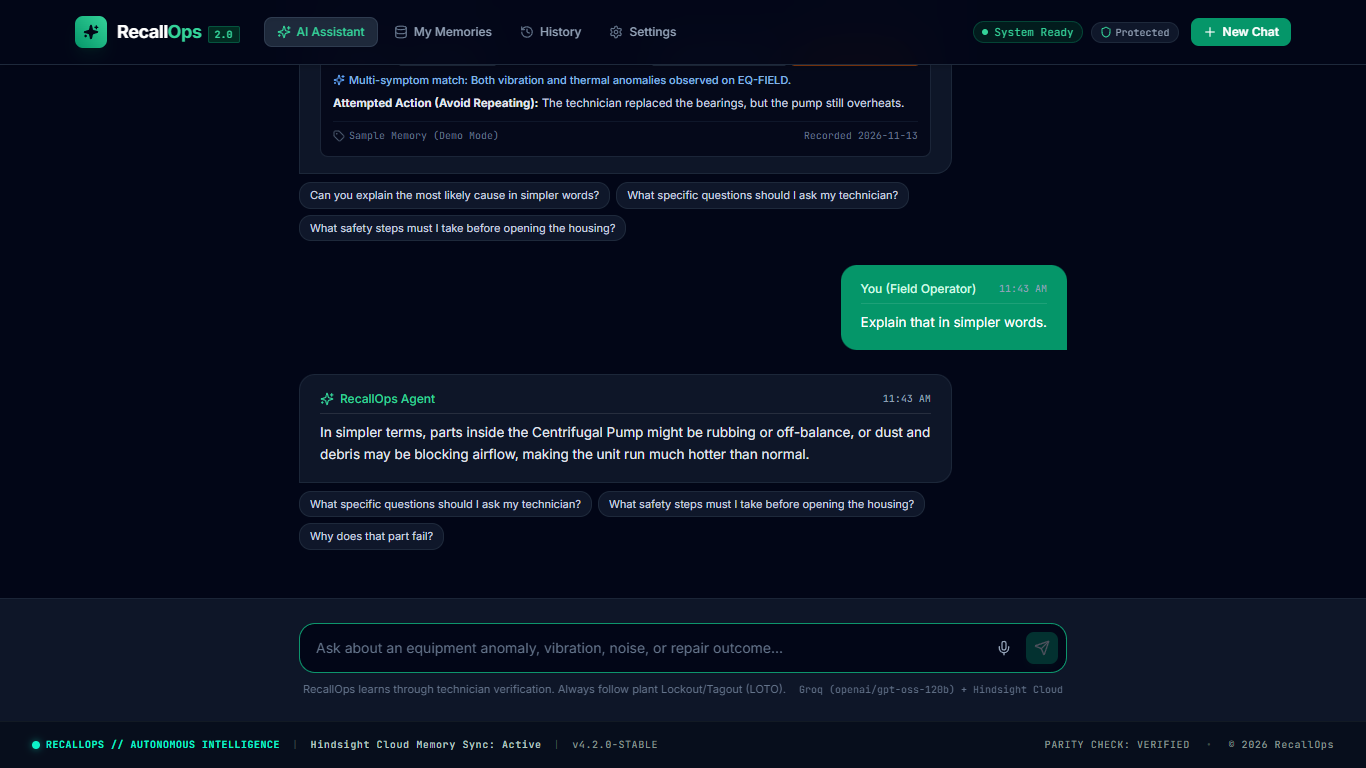 RecallOps 2.0 AI Assistant My Memories History Settings System Ready Protected + New Chat
Multi-symptom match: Both vibration and thermal anomalies observed on EQ-FIELD.
Attempted Action (Avoid Repeating): The technician replaced the bearings, but the pump still overheats.
Sample Memory (Demo Mode) Recorded 2026-11-13
Can you explain the most likely cause in simpler words? What specific questions should I ask my technician?
What safety steps must I take before opening the housing?
You (Field Operator) 11:43 AM
Explain that in simpler words.
RecallOps Agent 11:43 AM
In simpler terms, parts inside the Centrifugal Pump might be rubbing or off-balance, or dust and
debris may be blocking airflow, making the unit run much hotter than normal.
What specific questions should I ask my technician? What safety steps must I take before opening the housing?
Why does that part fail?
Ask about an equipment anomaly, vibration, noise, or repair outcome...
RecallOps learns through technician verification. Always follow plant Lockout/Tagout (LOTO). Groq (openai/gpt-oss-120b) + Hindsight Cloud
RECALLOPS // AUTONOMOUS INTELLIGENCE | Hindsight Cloud Memory Sync: Active | v4.2.0-STABLE PARITY CHECK: VERIFIED · © 2026 RecallOps